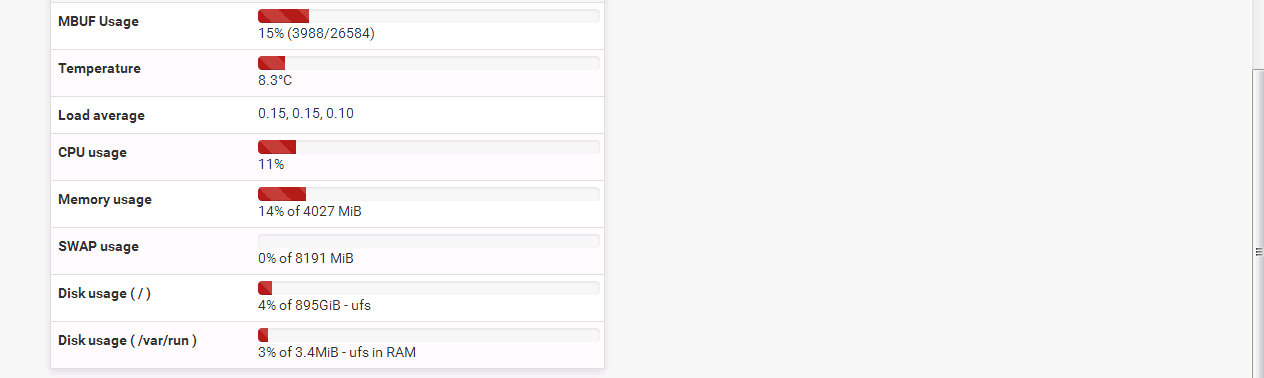 MBUF Usage
15% (3988/26584)
Temperature
8.3°C
Load average
0.15, 0.15, 0.10
CPU usage
11%
Memory usage
14% of 4027 MiB
SWAP usage
0% of 8191 MiB
Disk usage ( / )
4% of 895GiB - ufs
Disk usage ( /var/run )
3% of 3.4MiB - ufs in RAM